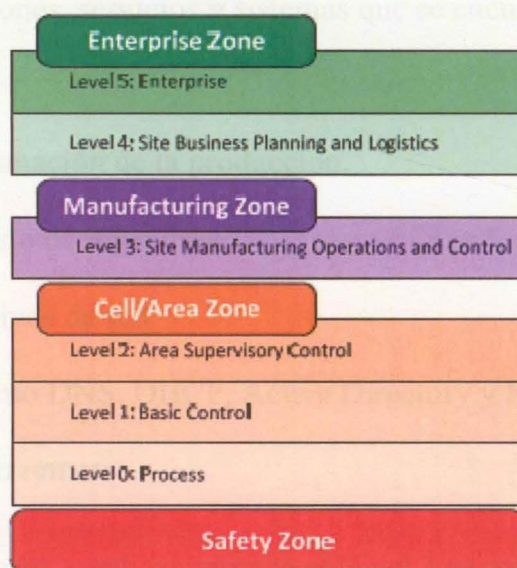 Enterprise Zone
Level 5: Enterprise
Level 4: Site Business Planning and Logistics
Manufacturing Zone
Level 3: Site Manufacturing Operations and Control
Cell/Area Zone
Level 2: Area Supervisory Control
Level 1: Basic Control
Level 0: Process
Safety Zone